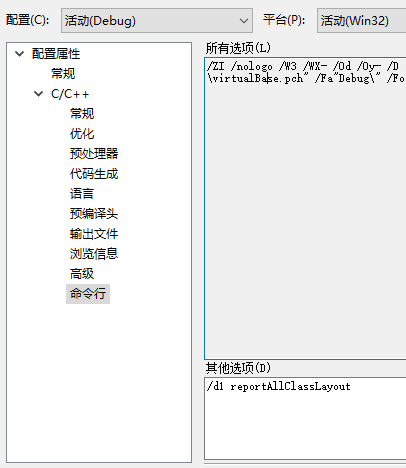 配置(C): 活动(Debug) 平台(P): 活动(Win32)
配置属性
常规
C/C++
常规
优化
预处理器
代码生成
语言
预编译头
输出文件
浏览信息
高级
命令行
所有选项(L)
/ZI /nologo /W3 /WX- /Od /Oy- /D
\virtualBase.pch" /Fa"Debug\" /Fo
其他选项(D)
/d1 reportAllClassLayout